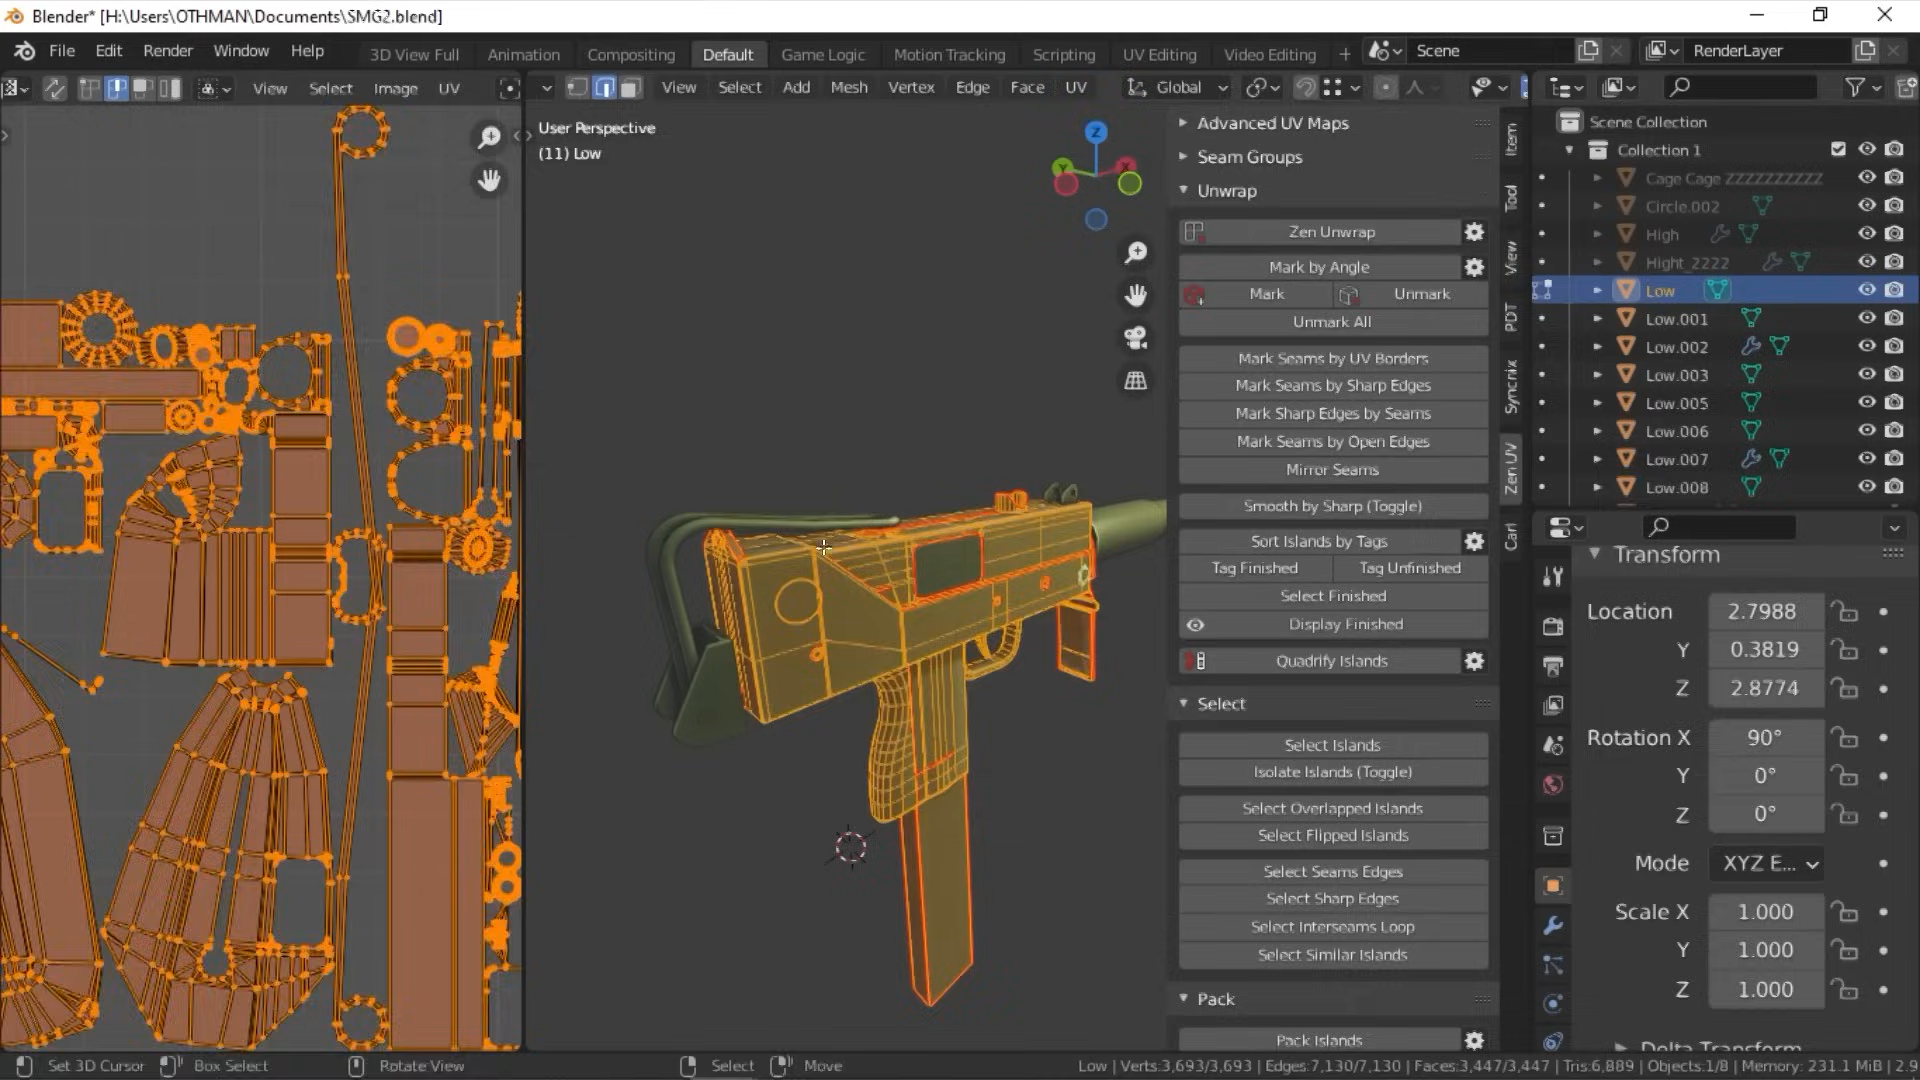 Blender* [H:\Users\OTHMAN\Documents\SMG2.blend]
File Edit Render Window Help 3D View Full Animation Compositing Default Game Logic Motion Tracking Scripting UV Editing Video Editing + Scene RenderLayer
View Select Image UV View Select Add Mesh Vertex Edge Face UV Global
User Perspective
(11) Low
Z
Y
X
Advanced UV Maps
Seam Groups
Unwrap
Zen Unwrap
Mark by Angle
Mark Unmark
Unmark All
Mark Seams by UV Borders
Mark Seams by Sharp Edges
Mark Sharp Edges by Seams
Mark Seams by Open Edges
Mirror Seams
Smooth by Sharp (Toggle)
Sort Islands by Tags
Tag Finished Tag Unfinished
Select Finished
Display Finished
Quadrify Islands
Select
Select Islands
Isolate Islands (Toggle)
Select Overlapped Islands
Select Flipped Islands
Select Seams Edges
Select Sharp Edges
Select Interseams Loop
Select Similar Islands
Pack
Pack Islands
Item
Tool
View
PDT
Zen UV
Scene Collection
Collection 1
Cage Cage ZZZZZZZZZZ
Circle.002
High
Hight_2222
Low
Low.001
Low.002
Low.003
Low.005
Low.006
Low.007
Low.008
Transform
Location 2.7988
Y 0.3819
Z 2.8774
Rotation X 90°
Y 0°
Z 0°
Mode XYZ E...
Scale X 1.000
Y 1.000
Z 1.000
Delta Transform
Set 3D Cursor Box Select Rotate View Select Move Low | Verts:3,693/3,693 | Edges:7,130/7,130 | Faces:3,447/3,447 | Tris:6,889 | Objects:1/8 | Memory: 231.1 MiB | 2.9